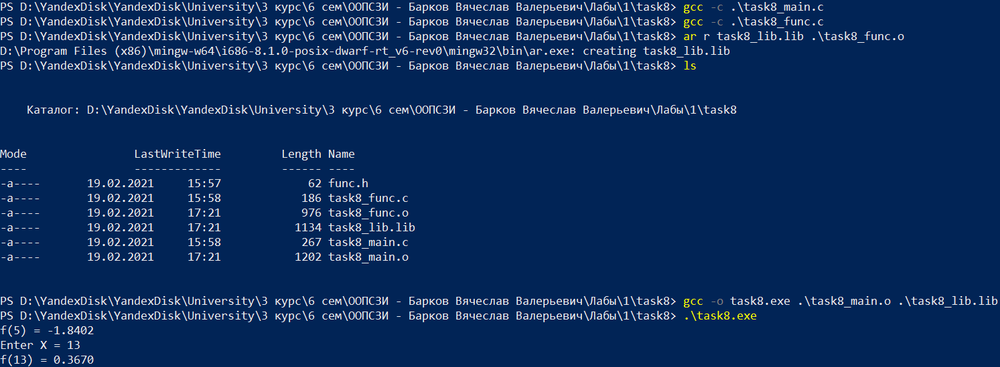 PS D:\YandexDisk\YandexDisk\University\3 курс\6 сем\ООПСЗИ - Барков Вячеслав Валерьевич\Лабы\1\task8> gcc -c .\task8_main.c
PS D:\YandexDisk\YandexDisk\University\3 курс\6 сем\ООПСЗИ - Барков Вячеслав Валерьевич\Лабы\1\task8> gcc -c .\task8_func.c
PS D:\YandexDisk\YandexDisk\University\3 курс\6 сем\ООПСЗИ - Барков Вячеслав Валерьевич\Лабы\1\task8> ar r task8_lib.lib .\task8_func.o
D:\Program Files (x86)\mingw-w64\i686-8.1.0-posix-dwarf-rt_v6-rev0\mingw32\bin\ar.exe: creating task8_lib.lib
PS D:\YandexDisk\YandexDisk\University\3 курс\6 сем\ООПСЗИ - Барков Вячеслав Валерьевич\Лабы\1\task8> ls
Каталог: D:\YandexDisk\YandexDisk\University\3 курс\6 сем\ООПСЗИ - Барков Вячеслав Валерьевич\Лабы\1\task8
Mode LastWriteTime Length Name
---- ------------- ------ ----
-a---- 19.02.2021 15:57 62 func.h
-a---- 19.02.2021 15:58 186 task8_func.c
-a---- 19.02.2021 17:21 976 task8_func.o
-a---- 19.02.2021 17:21 1134 task8_lib.lib
-a---- 19.02.2021 15:58 267 task8_main.c
-a---- 19.02.2021 17:21 1202 task8_main.o
PS D:\YandexDisk\YandexDisk\University\3 курс\6 сем\ООПСЗИ - Барков Вячеслав Валерьевич\Лабы\1\task8> gcc -o task8.exe .\task8_main.o .\task8_lib.lib
PS D:\YandexDisk\YandexDisk\University\3 курс\6 сем\ООПСЗИ - Барков Вячеслав Валерьевич\Лабы\1\task8> .\task8.exe
f(5) = -1.8402
Enter X = 13
f(13) = 0.3670